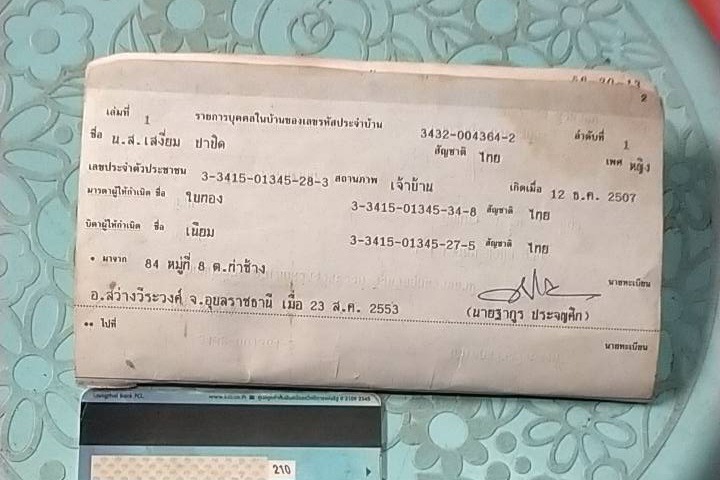 2
เล่มที่ 1 รายการบุคคลในบ้านของเลขรหัสประจำบ้าน 3432-004364-2 ลำดับที่ 1
ชื่อ น.ส.เสงี่ยม ปาปิด สัญชาติ ไทย เพศ หญิง
เลขประจำตัวประชาชน 3-3415-01345-28-3 สถานภาพ เจ้าบ้าน เกิดเมื่อ 12 ธ.ค. 2507
มารดาผู้ให้กำเนิด ชื่อ ใบทอง 3-3415-01345-34-8 สัญชาติ ไทย
บิดาผู้ให้กำเนิด ชื่อ เนียม 3-3415-01345-27-5 สัญชาติ ไทย
* มาจาก 84 หมู่ที่ 8 ต.ท่าช้าง
นายทะเบียน
อ.สว่างวีระวงศ์ จ.อุบลราชธานี เมื่อ 23 ส.ค. 2553 (นายฐากูร ประจญศึก)
** ไปที่
นายทะเบียน
210